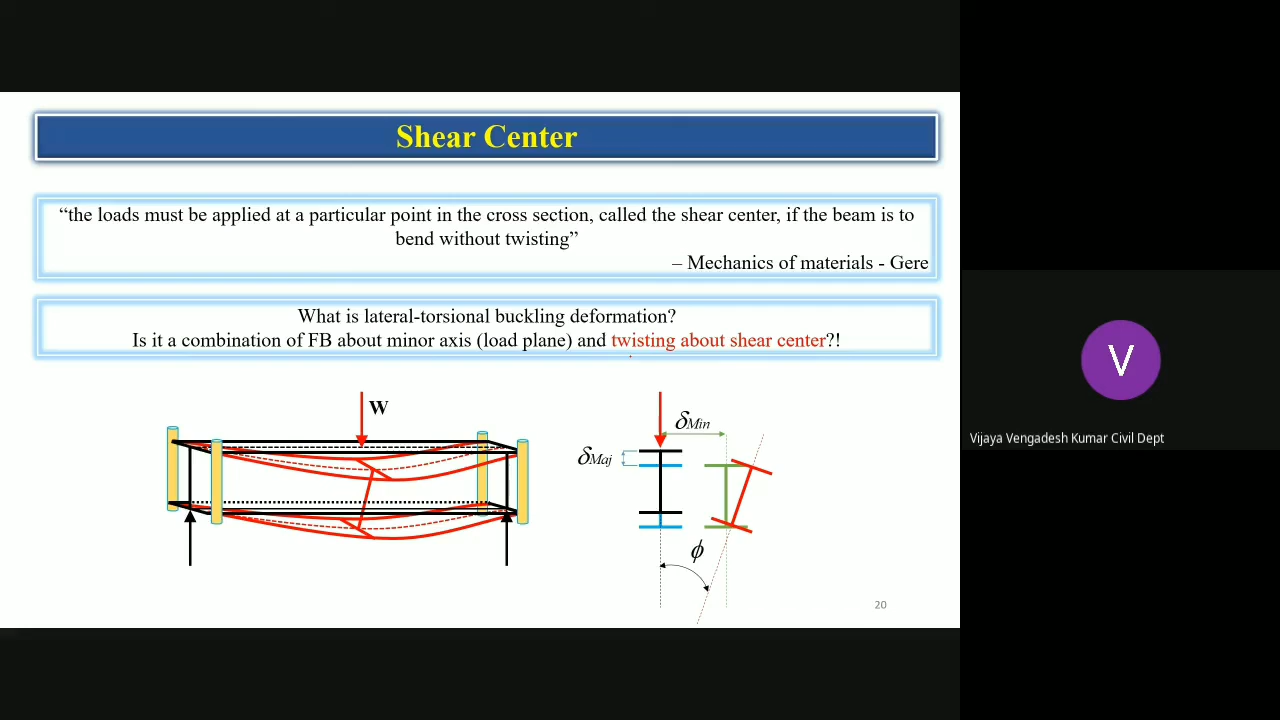 Shear Center
“the loads must be applied at a particular point in the cross section, called the shear center, if the beam is to
bend without twisting”
– Mechanics of materials - Gere
What is lateral-torsional buckling deformation?
Is it a combination of FB about minor axis (load plane) and twisting about shear center?!
W
δMin
δMaj
ϕ
20
V
Vijaya Vengadesh Kumar Civil Dept